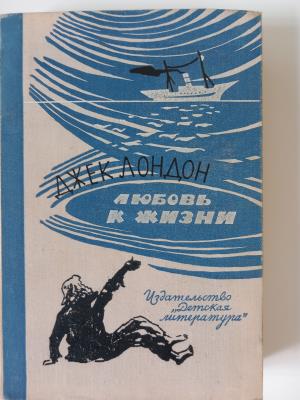 ДЖЕК ЛОНДОН
ЛЮБОВЬ
К ЖИЗНИ
Издательство
„Детская
литература"